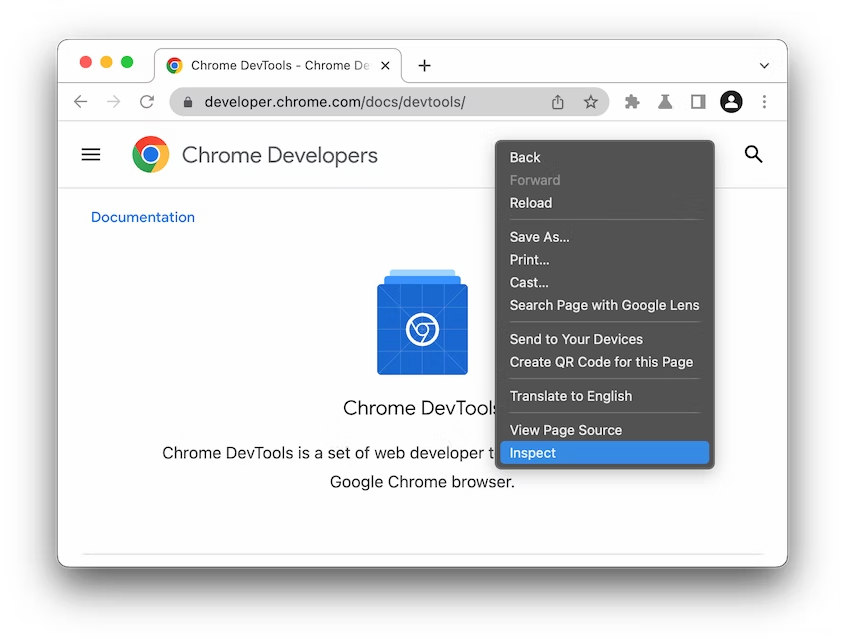 Chrome DevTools - Chrome De
developer.chrome.com/docs/devtools/
Chrome Developers
Documentation
Back
Forward
Reload
Save As...
Print...
Cast...
Search Page with Google Lens
Send to Your Devices
Create QR Code for this Page
Translate to English
View Page Source
Inspect
Chrome DevTools
Chrome DevTools is a set of web developer t
Google Chrome browser.